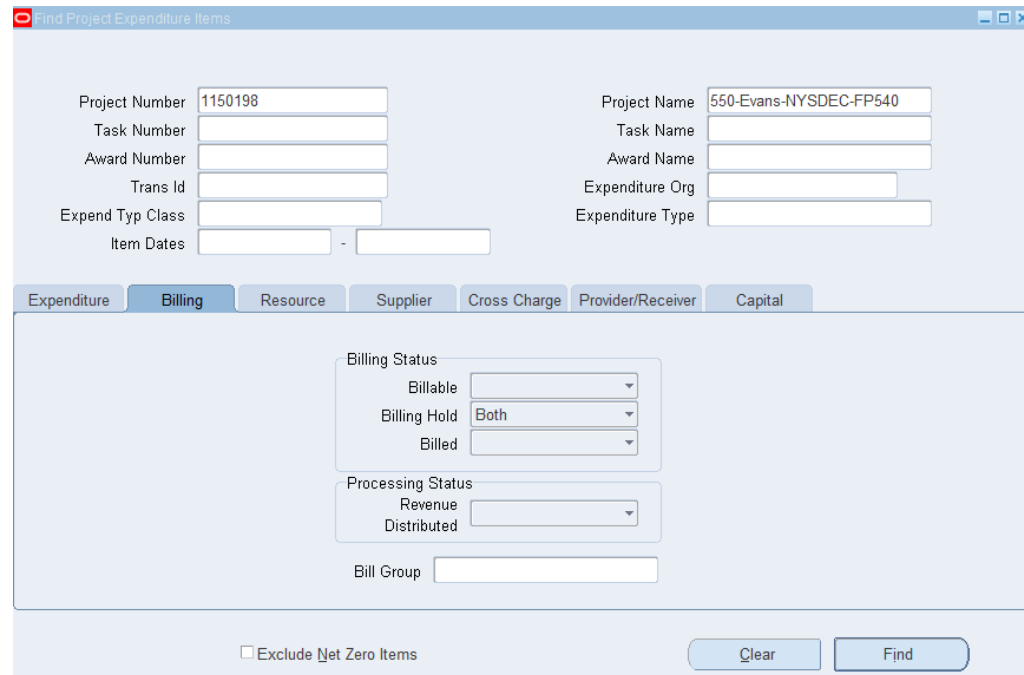 Find Project Expenditure Items
Project Number 1150198 Project Name 550-Evans-NYSDEC-FP540
Task Number Task Name
Award Number Award Name
Trans Id Expenditure Org
Expend Typ Class Expenditure Type
Item Dates -
Expenditure Billing Resource Supplier Cross Charge Provider/Receiver Capital
Billing Status
Billable
Billing Hold Both
Billed
Processing Status
Revenue
Distributed
Bill Group
Exclude Net Zero Items Clear Find